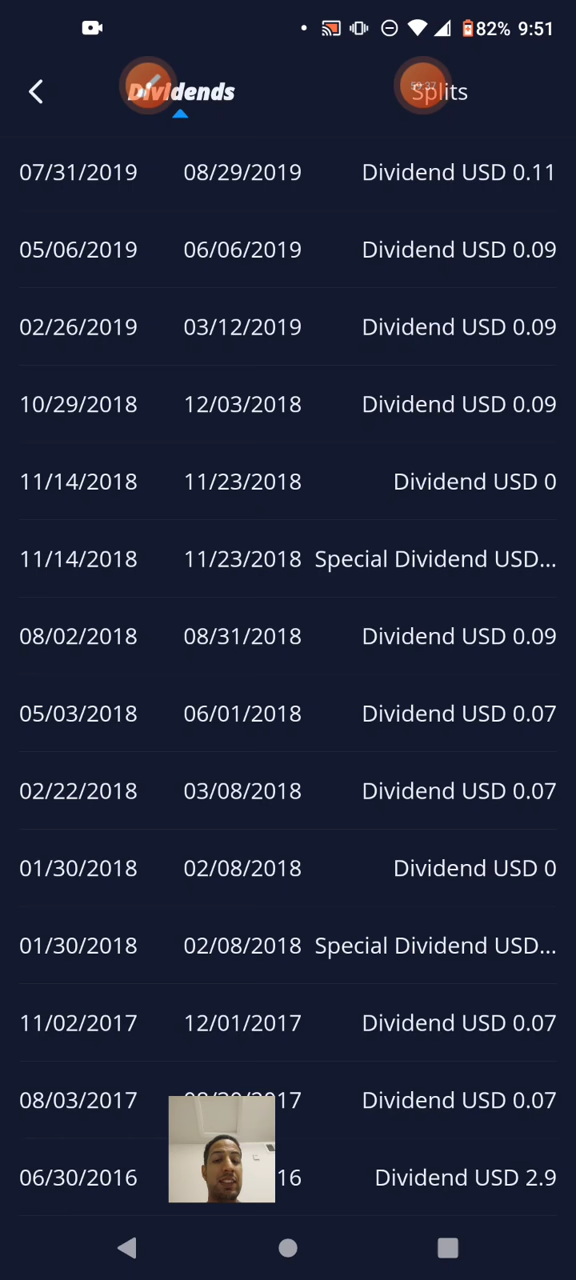 82% 9:51
Dividends Splits
07/31/2019 08/29/2019 Dividend USD 0.11
05/06/2019 06/06/2019 Dividend USD 0.09
02/26/2019 03/12/2019 Dividend USD 0.09
10/29/2018 12/03/2018 Dividend USD 0.09
11/14/2018 11/23/2018 Dividend USD 0
11/14/2018 11/23/2018 Special Dividend USD...
08/02/2018 08/31/2018 Dividend USD 0.09
05/03/2018 06/01/2018 Dividend USD 0.07
02/22/2018 03/08/2018 Dividend USD 0.07
01/30/2018 02/08/2018 Dividend USD 0
01/30/2018 02/08/2018 Special Dividend USD...
11/02/2017 12/01/2017 Dividend USD 0.07
08/03/2017 17 Dividend USD 0.07
06/30/2016 16 Dividend USD 2.9